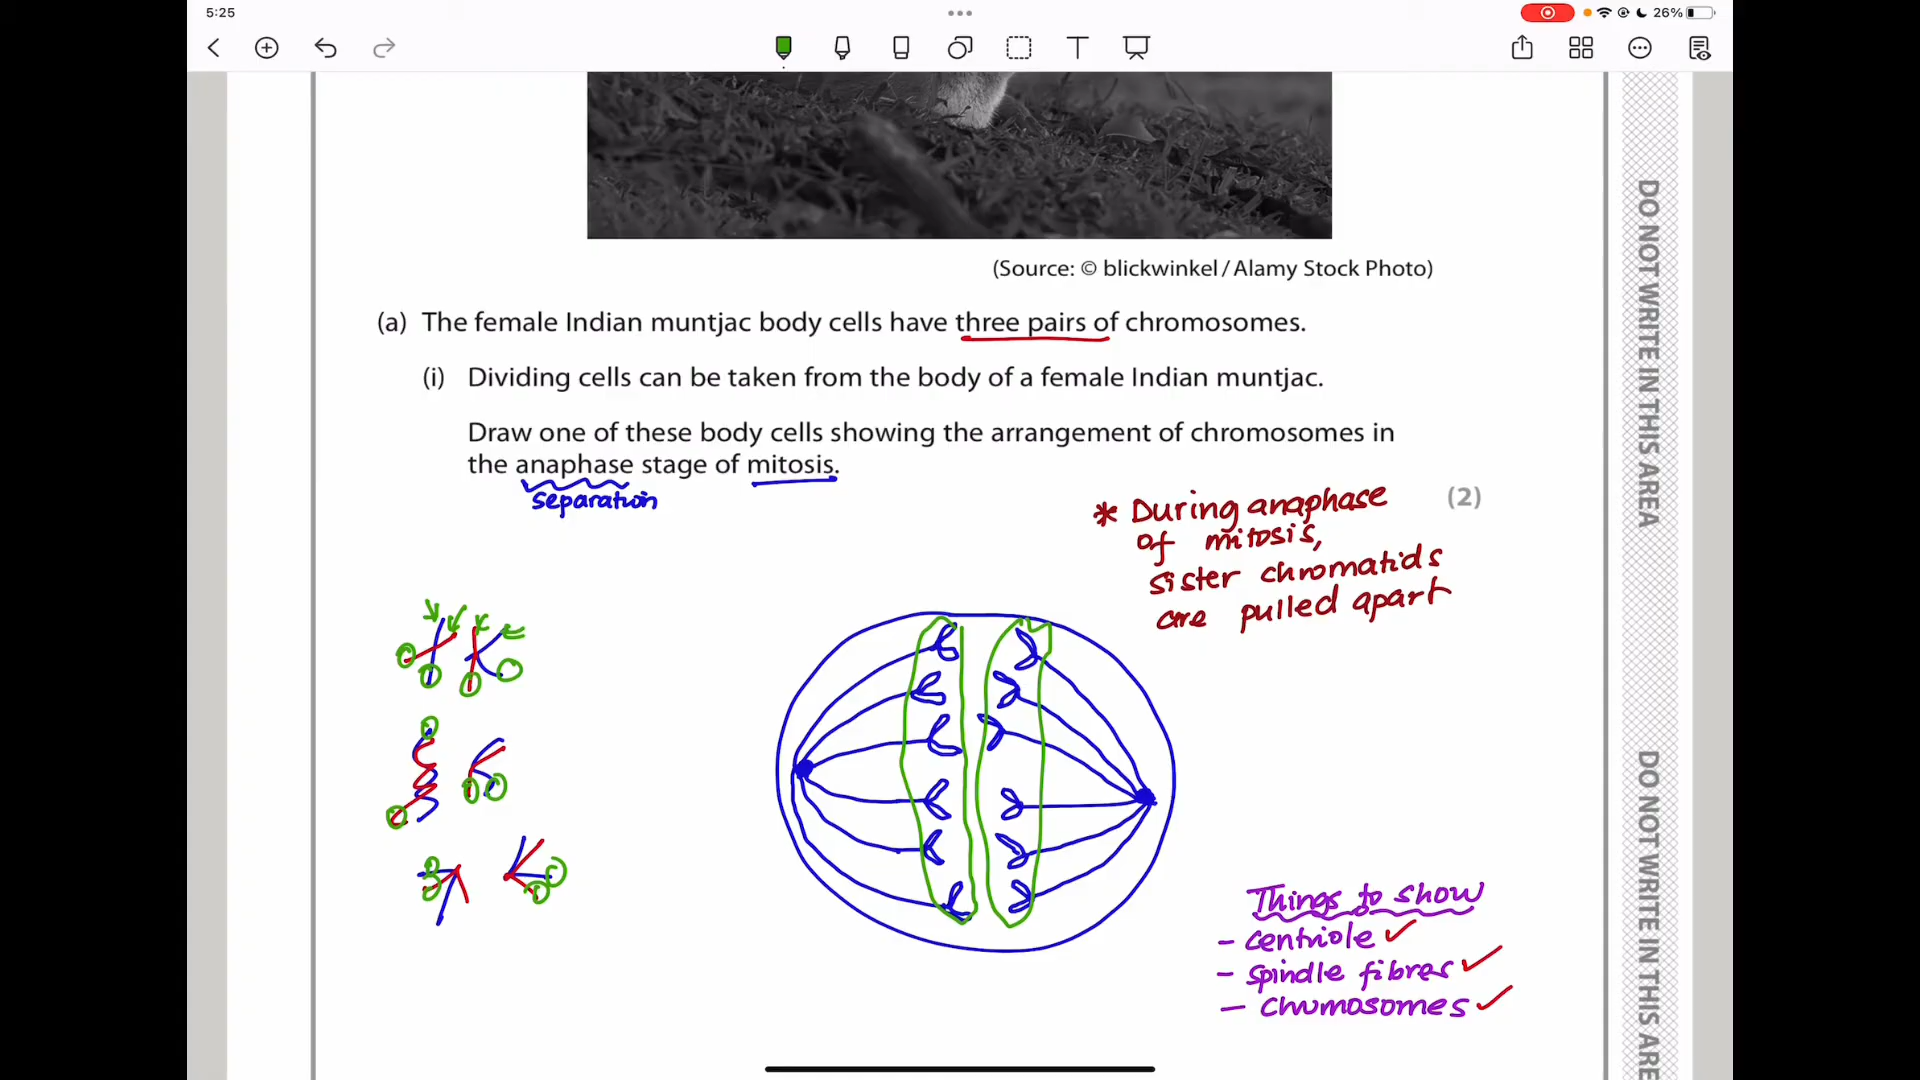 5:25
26%
(Source: © blickwinkel/Alamy Stock Photo)
(a) The female Indian muntjac body cells have three pairs of chromosomes.
(i) Dividing cells can be taken from the body of a female Indian muntjac.
Draw one of these body cells showing the arrangement of chromosomes in
the anaphase stage of mitosis.
separation
(2)
* During anaphase
of mitosis,
sister chromatids
are pulled apart
Things to show
- centriole ✓
- spindle fibres ✓
- Chumosomes ✓
DO NOT WRITE IN THIS AREA
DO NOT WRITE IN THIS ARE